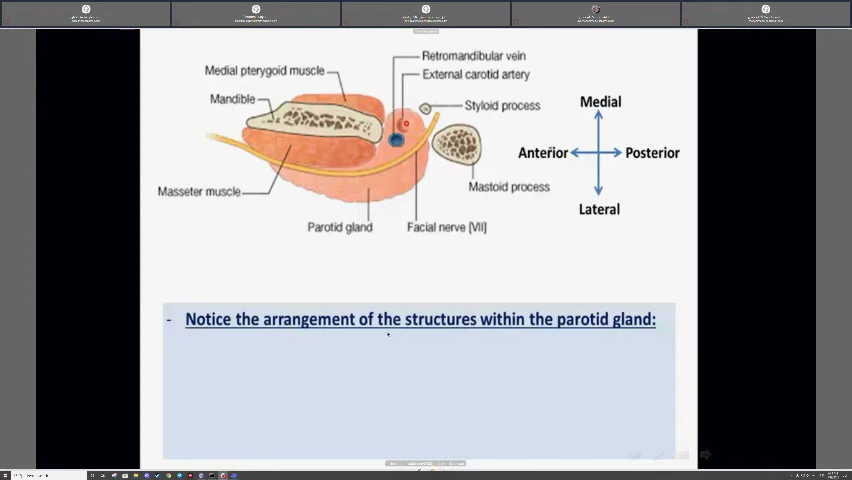 Retromandibular vein
Medial pterygoid muscle
External carotid artery
Mandible
Styloid process
Medial
Anterior
Posterior
Masseter muscle
Mastoid process
Lateral
Parotid gland
Facial nerve [VII]
- Notice the arrangement of the structures within the parotid gland: